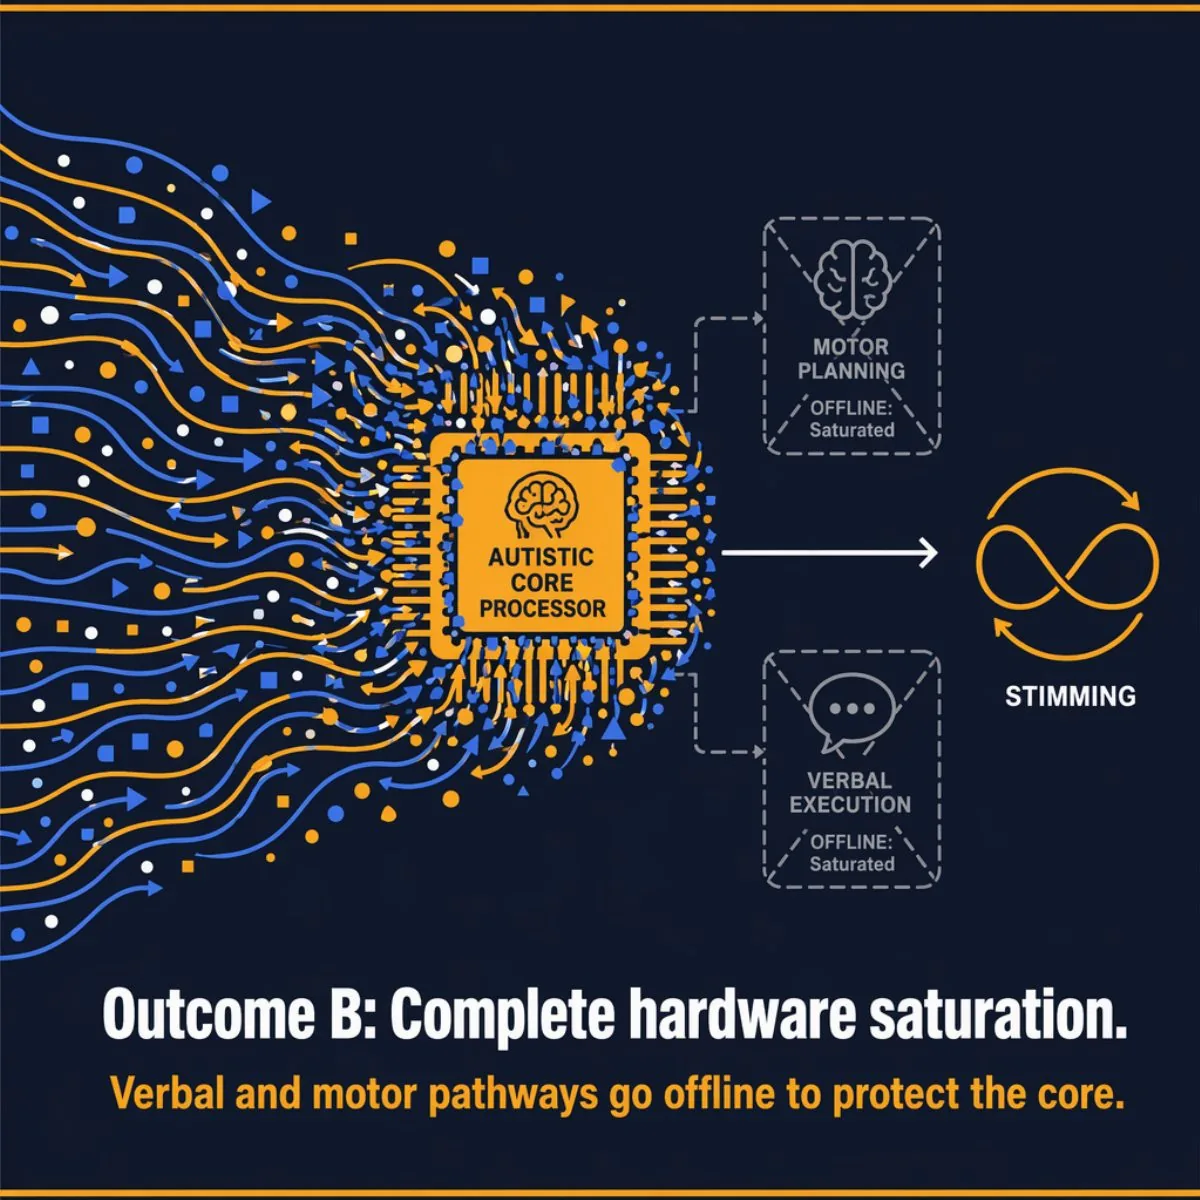 MOTOR
PLANNING
OFFLINE:
Saturated
AUTISTIC
CORE
PROCESSOR
STIMMING
VERBAL
EXECUTION
OFFLINE:
Saturated
Outcome B: Complete hardware saturation.
Verbal and motor pathways go offline to protect the core.